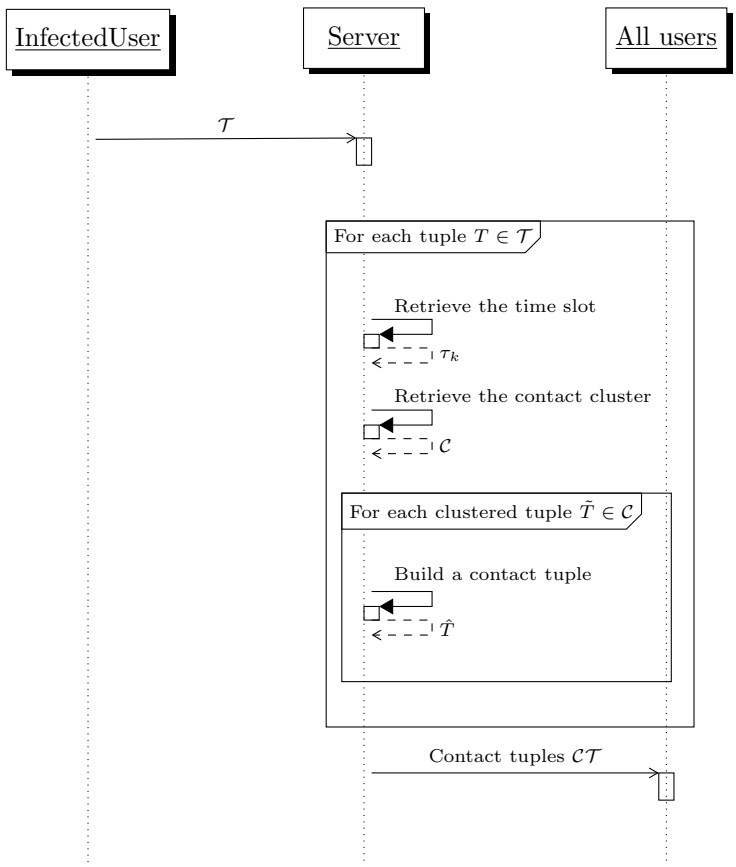 InfectedUser
Server
All users
𝒯
For each tuple T ∈ 𝒯
Retrieve the time slot
τₖ
Retrieve the contact cluster
𝒞
For each clustered tuple T̃ ∈ 𝒞
Build a contact tuple
T̂
Contact tuples 𝒞𝒯